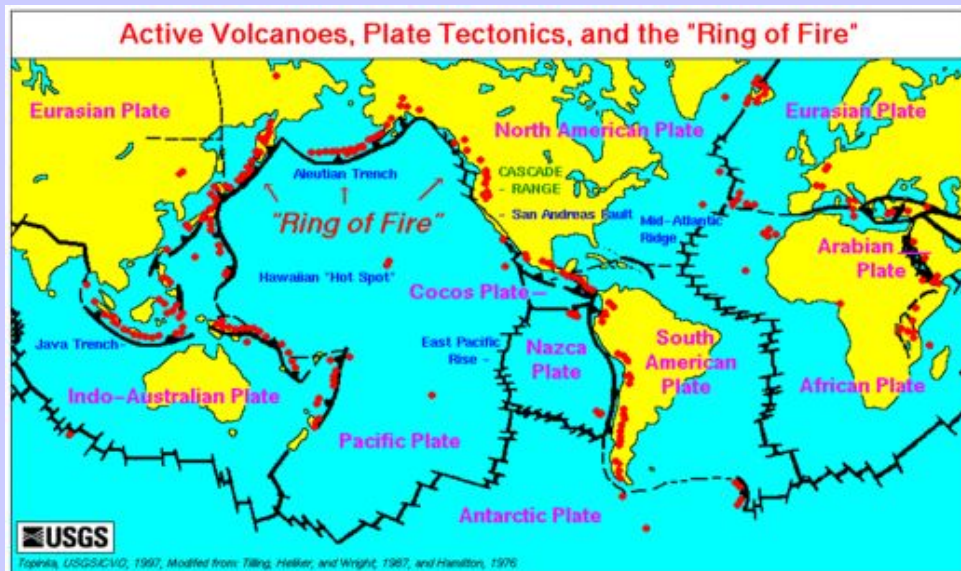 Active Volcanoes, Plate Tectonics, and the "Ring of Fire"
Eurasian Plate
North American Plate
Eurasian Plate
Aleutian Trench
CASCADE
RANGE
"Ring of Fire"
San Andreas Fault
Mid-Atlantic
Ridge
Arabian
Plate
Hawaiian "Hot Spot"
Cocos Plate
Java Trench
East Pacific
Rise
Nazca
Plate
South
American
Plate
Indo-Australian Plate
African Plate
Pacific Plate
Antarctic Plate
USGS
Topinka, USGS/CVO, 1997, Modified from: Tilling, Heliker, and Wright, 1987, and Hamilton, 1976